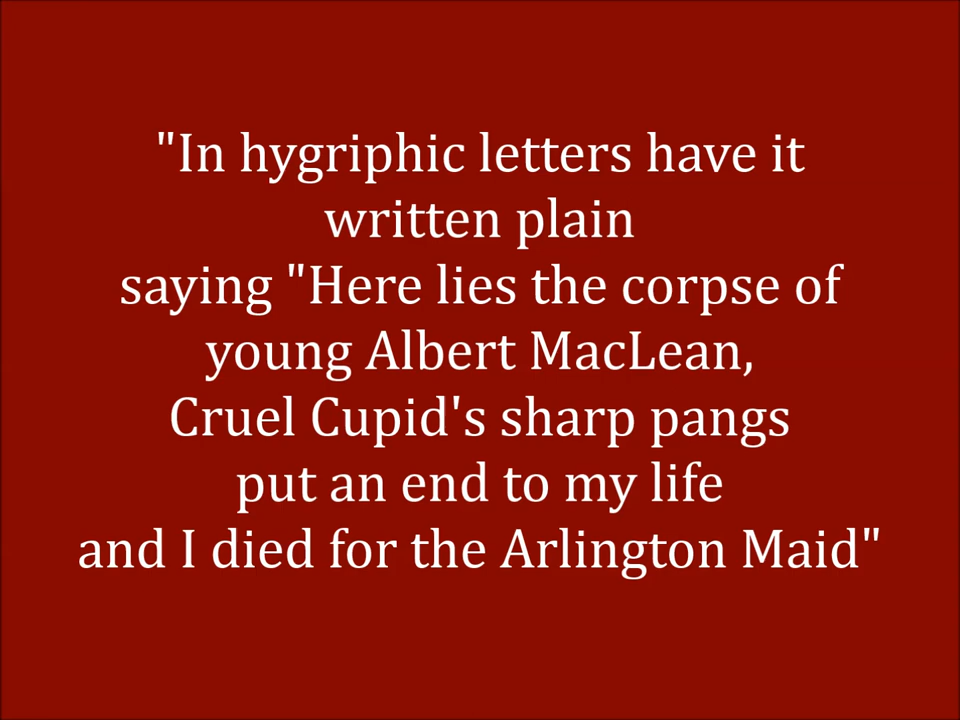 "In hygriphic letters have it
written plain
saying "Here lies the corpse of
young Albert MacLean,
Cruel Cupid's sharp pangs
put an end to my life
and I died for the Arlington Maid"